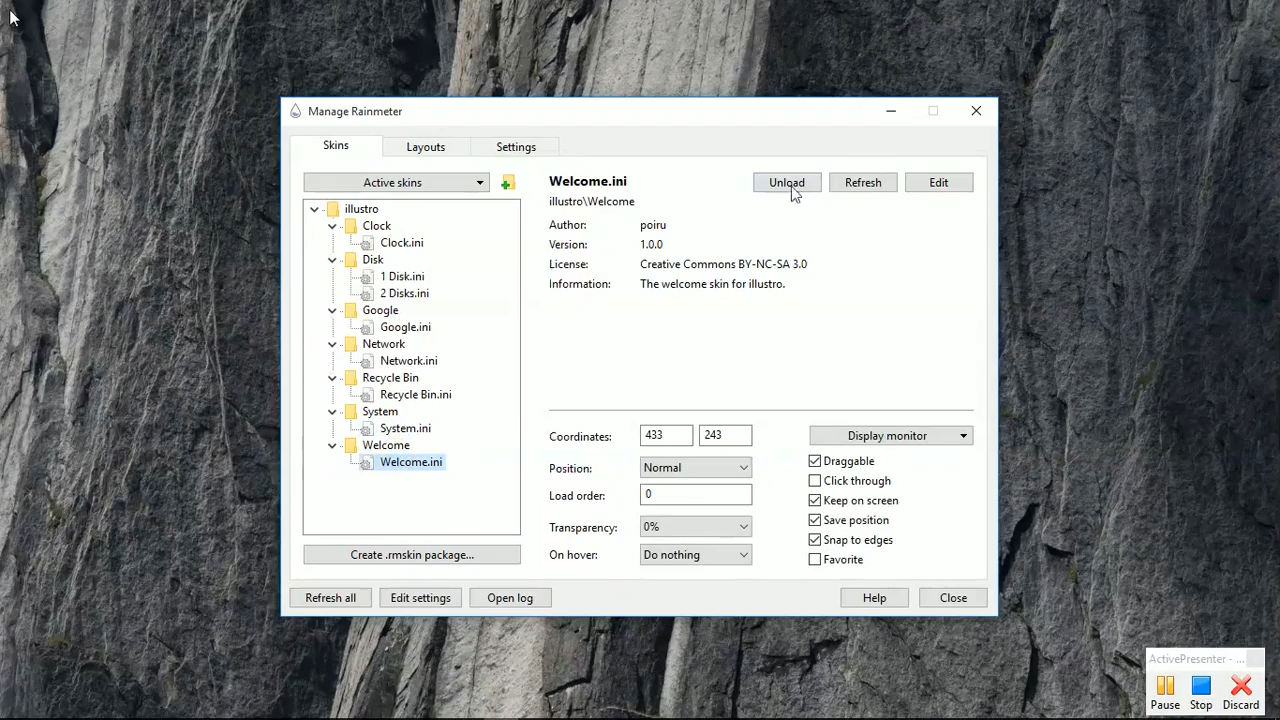 Manage Rainmeter
Skins Layouts Settings
Active skins
illustro
Clock
Clock.ini
Disk
1 Disk.ini
2 Disks.ini
Google
Google.ini
Network
Network.ini
Recycle Bin
Recycle Bin.ini
System
System.ini
Welcome
Welcome.ini
Create .rmskin package...
Welcome.ini Unload Refresh Edit
illustro\Welcome
Author: poiru
Version: 1.0.0
License: Creative Commons BY-NC-SA 3.0
Information: The welcome skin for illustro.
Coordinates: 433 243
Position: Normal
Load order: 0
Transparency: 0%
On hover: Do nothing
Display monitor
Draggable
Click through
Keep on screen
Save position
Snap to edges
Favorite
Refresh all Edit settings Open log Help Close
ActivePresenter - ...
Pause Stop Discard